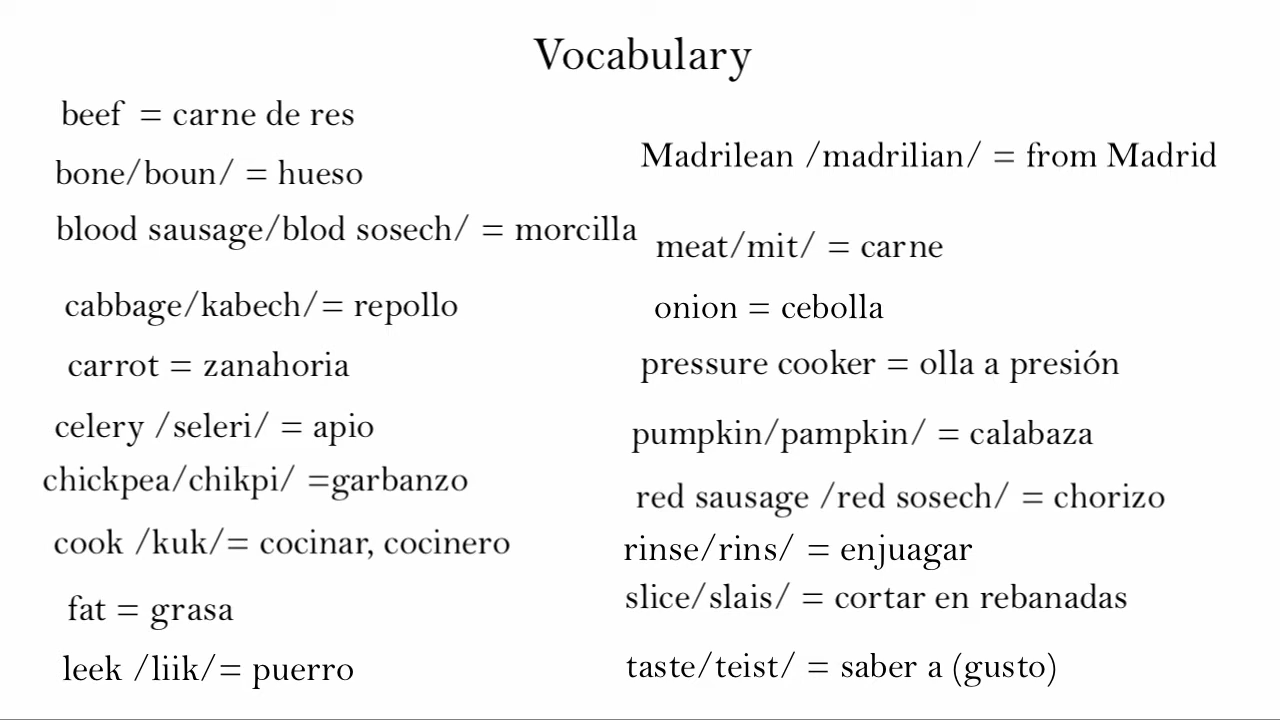 Vocabulary
beef = carne de res
bone/boun/ = hueso
blood sausage/blod sosech/ = morcilla
cabbage/kabech/= repollo
carrot = zanahoria
celery /seleri/ = apio
chickpea/chikpi/ =garbanzo
cook /kuk/= cocinar, cocinero
fat = grasa
leek /liik/= puerro
Madrilean /madrilian/ = from Madrid
meat/mit/ = carne
onion = cebolla
pressure cooker = olla a presión
pumpkin/pampkin/ = calabaza
red sausage /red sosech/ = chorizo
rinse/rins/ = enjuagar
slice/slais/ = cortar en rebanadas
taste/teist/ = saber a (gusto)